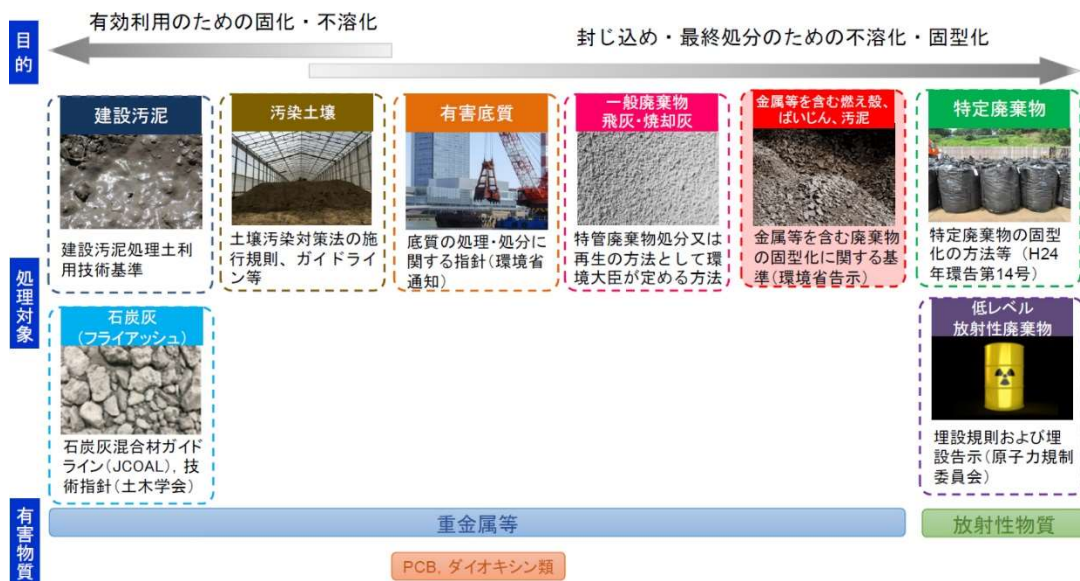 目的
有効利用のための固化・不溶化
封じ込め・最終処分のための不溶化・固型化
処理対象
建設汚泥
建設汚泥処理土利
用技術基準
汚染土壌
土壌汚染対策法の施
行規則、ガイドライ
ン等
有害底質
底質の処理・処分に
関する指針(環境省
通知)
一般廃棄物
飛灰・焼却灰
特管廃棄物処分又は
再生の方法として環
境大臣が定める方法
金属等を含む燃え殻、
ばいじん、汚泥
金属等を含む廃棄物
の固型化に関する基
準(環境省告示)
特定廃棄物
特定廃棄物の固型
化の方法等 (H24
年環告第14号)
石炭灰
(フライアッシュ)
石炭灰混合材ガイド
ライン(JCOAL), 技
術指針(土木学会)
低レベル
放射性廃棄物
埋設規則および埋
設告示(原子力規制
委員会)
有害物質
重金属等
放射性物質
PCB, ダイオキシン類